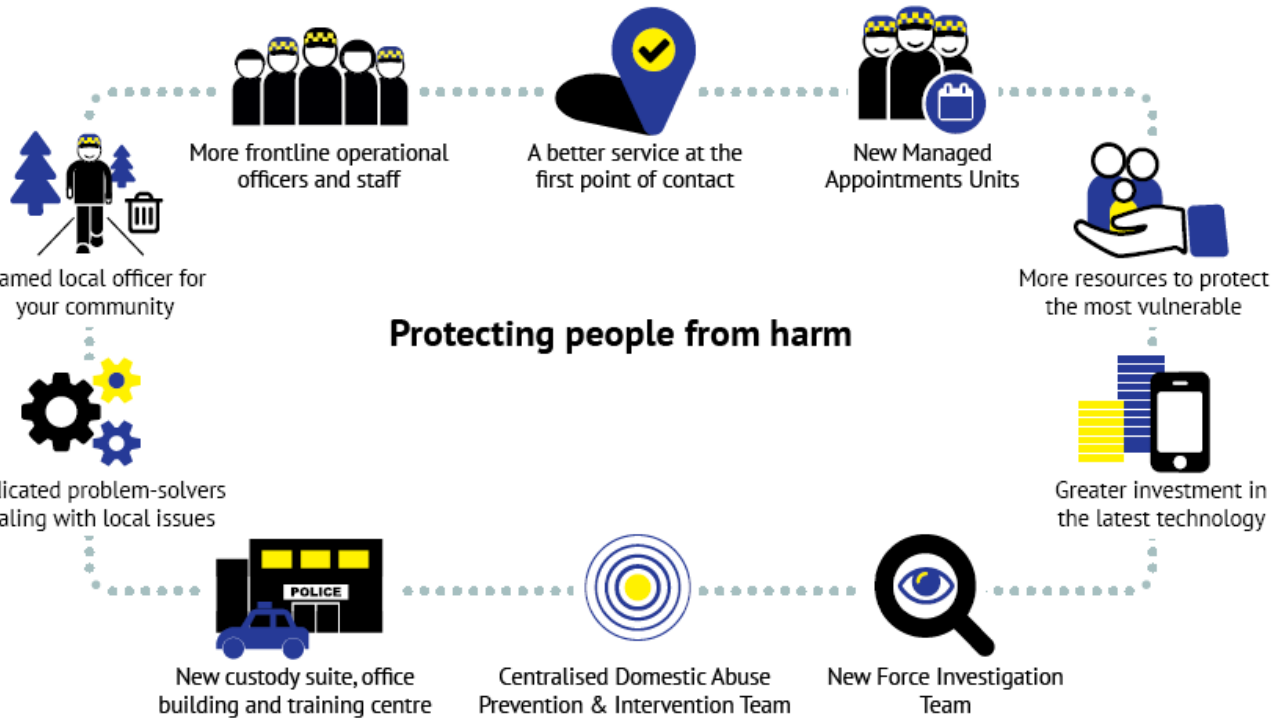 More frontline operational
officers and staff
A better service at the
first point of contact
New Managed
Appointments Units
amed local officer for
your community
More resources to protect
the most vulnerable
Protecting people from harm
licated problem-solvers
aling with local issues
Greater investment in
the latest technology
POLICE
New custody suite, office
building and training centre
Centralised Domestic Abuse
Prevention & Intervention Team
New Force Investigation
Team